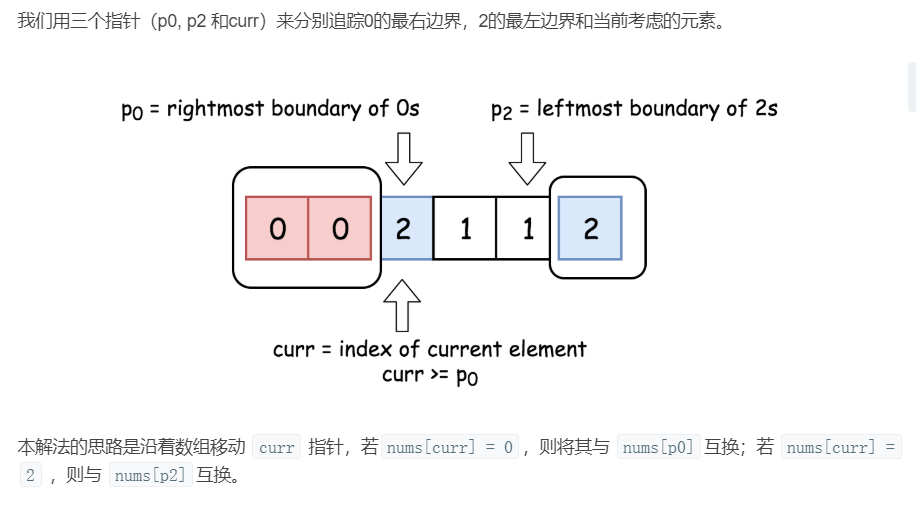 我们用三个指针（p0, p2 和curr）来分别追踪0的最右边界，2的最左边界和当前考虑的元素。
p0 = rightmost boundary of 0s
p2 = leftmost boundary of 2s
0 0 2 1 1 2
curr = index of current element
curr >= p0
本解法的思路是沿着数组移动 curr 指针，若 nums[curr] = 0 ，则将其与 nums[p0] 互换；若 nums[curr] =
2 ，则与 nums[p2] 互换。